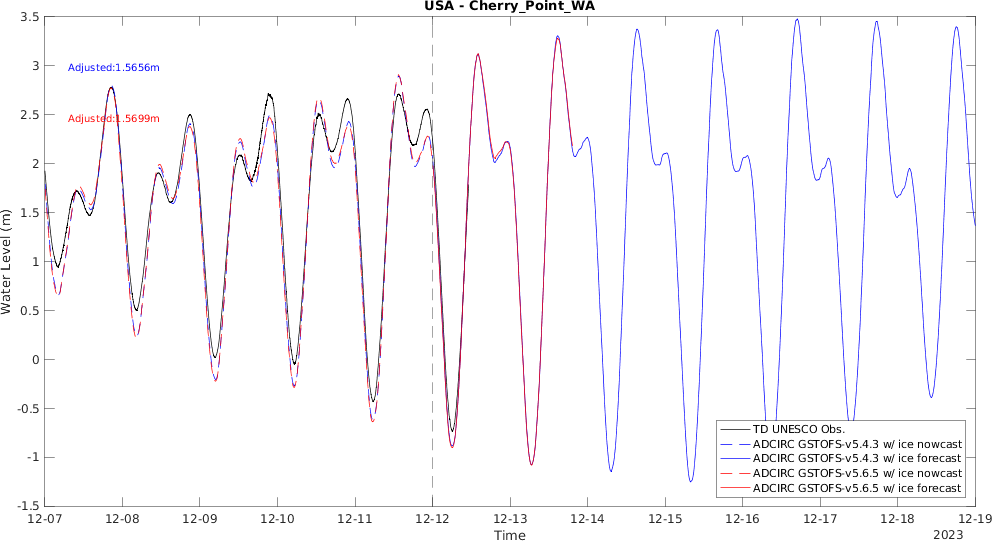 USA - Cherry_Point_WA
3.5
3
2.5
2
1.5
1
0.5
0
-0.5
-1
-1.5
Water Level (m)
Adjusted:1.5656m
Adjusted:1.5699m
TD UNESCO Obs.
ADCIRC GSTOFS-v5.4.3 w/ ice nowcast
ADCIRC GSTOFS-v5.4.3 w/ ice forecast
ADCIRC GSTOFS-v5.6.5 w/ ice nowcast
ADCIRC GSTOFS-v5.6.5 w/ ice forecast
12-07 12-08 12-09 12-10 12-11 12-12 12-13 12-14 12-15 12-16 12-17 12-18 12-19
Time
2023